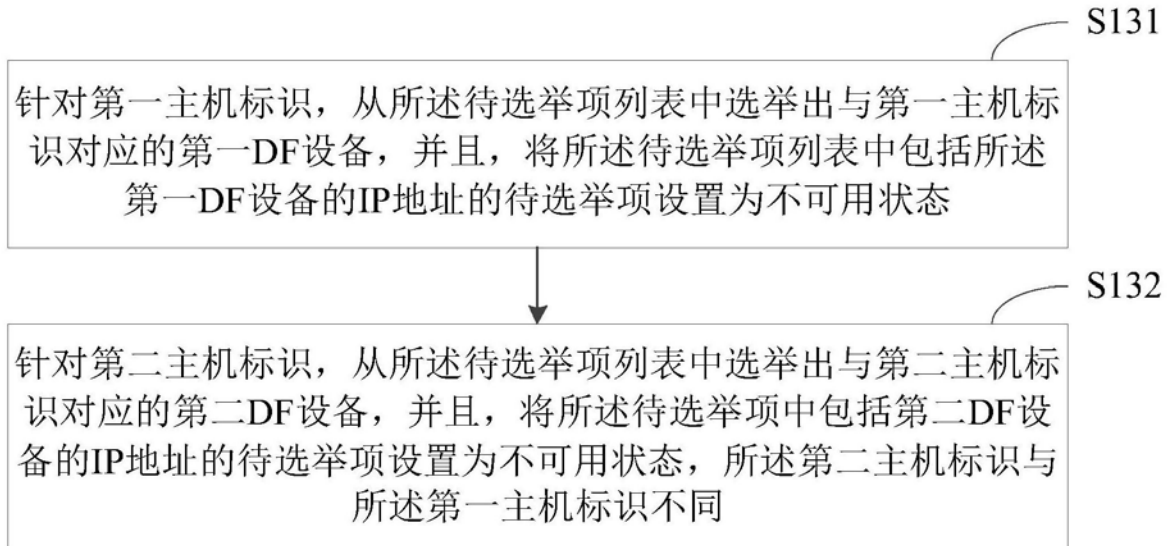 S131
针对第一主机标识，从所述待选举项列表中选举出与第一主机标
识对应的第一DF设备，并且，将所述待选举项列表中包括所述
第一DF设备的IP地址的待选举项设置为不可用状态
S132
针对第二主机标识，从所述待选举项列表中选举出与第二主机标
识对应的第二DF设备，并且，将所述待选举项中包括第二DF设
备的IP地址的待选举项设置为不可用状态，所述第二主机标识与
所述第一主机标识不同